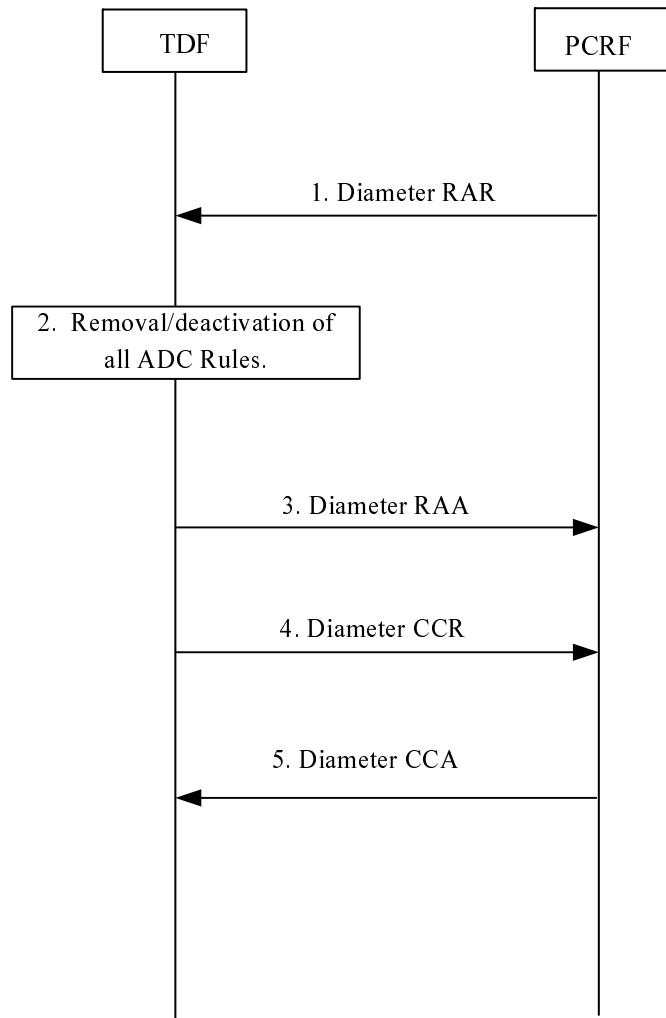 TDF
PCRF
1. Diameter RAR
2. Removal/deactivation of
all ADC Rules.
3. Diameter RAA
4. Diameter CCR
5. Diameter CCA